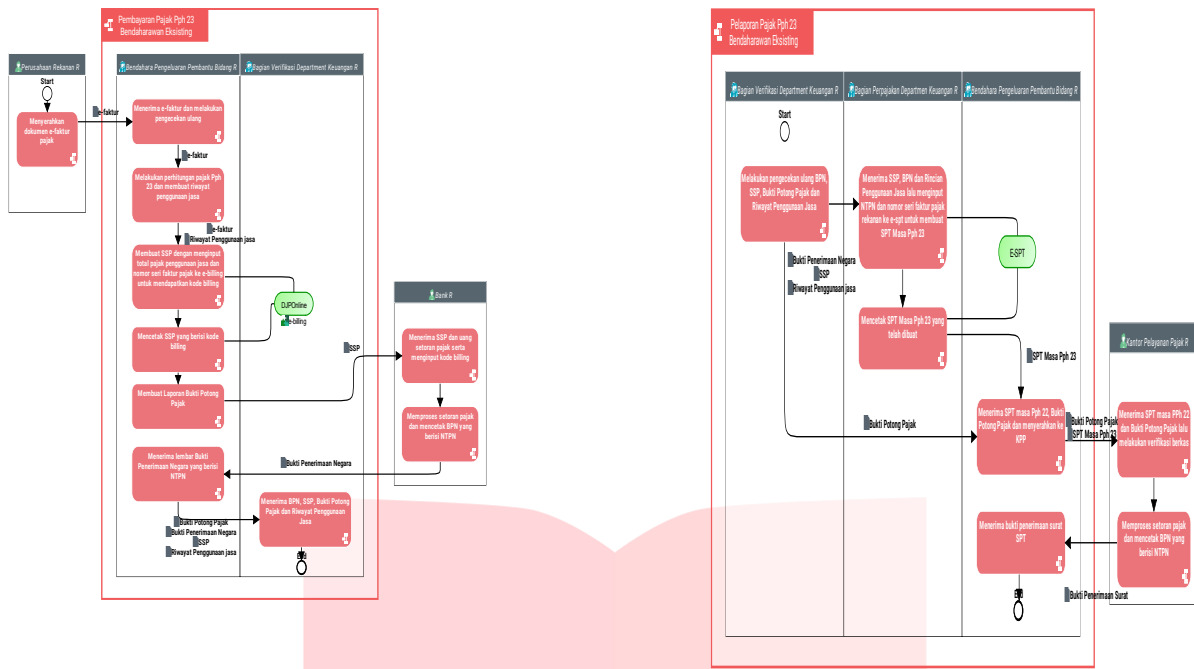 Pembayaran Pajak Pph 23
Bendaharawan Eksisting
Perusahaan Rekanan R
Start
Menyerahkan
dokumen e-faktur
pajak
e-faktur
Bendahara Pengeluaran Pembantu Bidang R
Bagian Verifikasi Department Keuangan R
Menerima e-faktur dan melakukan
pengecekan ulang
e-faktur
Melakukan perhitungan pajak Pph
23 dan membuat riwayat
penggunaan jasa
e-faktur
Riwayat Penggunaan jasa
Membuat SSP dengan menginput
total pajak penggunaan jasa dan
nomor seri faktur pajak ke e-billing
untuk mendapatkan kode billing
DJPOnline
e-billing
Mencetak SSP yang berisi kode
billing
Membuat Laporan Bukti Potong
Pajak
SSP
Bank R
Menerima SSP dan uang
setoran pajak serta
menginput kode billing
Memproses setoran pajak
dan mencetak BPN yang
berisi NTPN
Bukti Penerimaan Negara
Menerima lembar Bukti
Penerimaan Negara yang berisi
NTPN
Bukti Potong Pajak
Bukti Penerimaan Negara
SSP
Riwayat Penggunaan jasa
Menerima BPN, SSP, Bukti Potong
Pajak dan Riwayat Penggunaan
Jasa
End
Pelaporan Pajak Pph 23
Bendaharawan Eksisting
Bagian Verifikasi Department Keuangan R
Bagian Perpajakan Departmen Keuangan R
Bendahara Pengeluaran Pembantu Bidang R
Start
Melakukan pengecekan ulang BPN,
SSP, Bukti Potong Pajak dan
Riwayat Penggunaan Jasa
Menerima SSP, BPN dan Rincian
Penggunaan Jasa lalu menginput
NTPN dan nomor seri faktur pajak
rekanan ke e-spt untuk membuat
SPT Masa Pph 23
E-SPT
Bukti Penerimaan Negara
SSP
Riwayat Penggunaan jasa
Mencetak SPT Masa Pph 23 yang
telah dibuat
SPT Masa Pph 23
Bukti Potong Pajak
Menerima SPT masa Pph 22, Bukti
Potong Pajak dan menyerahkan ke
KPP
Bukti Potong Pajak
SPT Masa Pph 23
Kantor Pelayanan Pajak R
Menerima SPT masa PPh 22
dan Bukti Potong Pajak lalu
melakukan verifikasi berkas
Memproses setoran pajak
dan mencetak BPN yang
berisi NTPN
Menerima bukti penerimaan surat
SPT
Bukti Penerimaan Surat
End